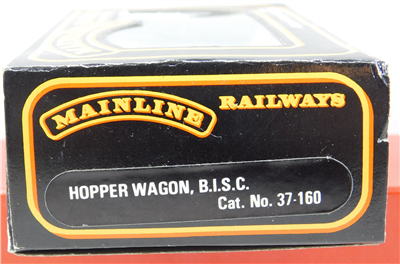 MAINLINE RAILWAYS
HOPPER WAGON, B.I.S.C.
Cat. No. 37-160